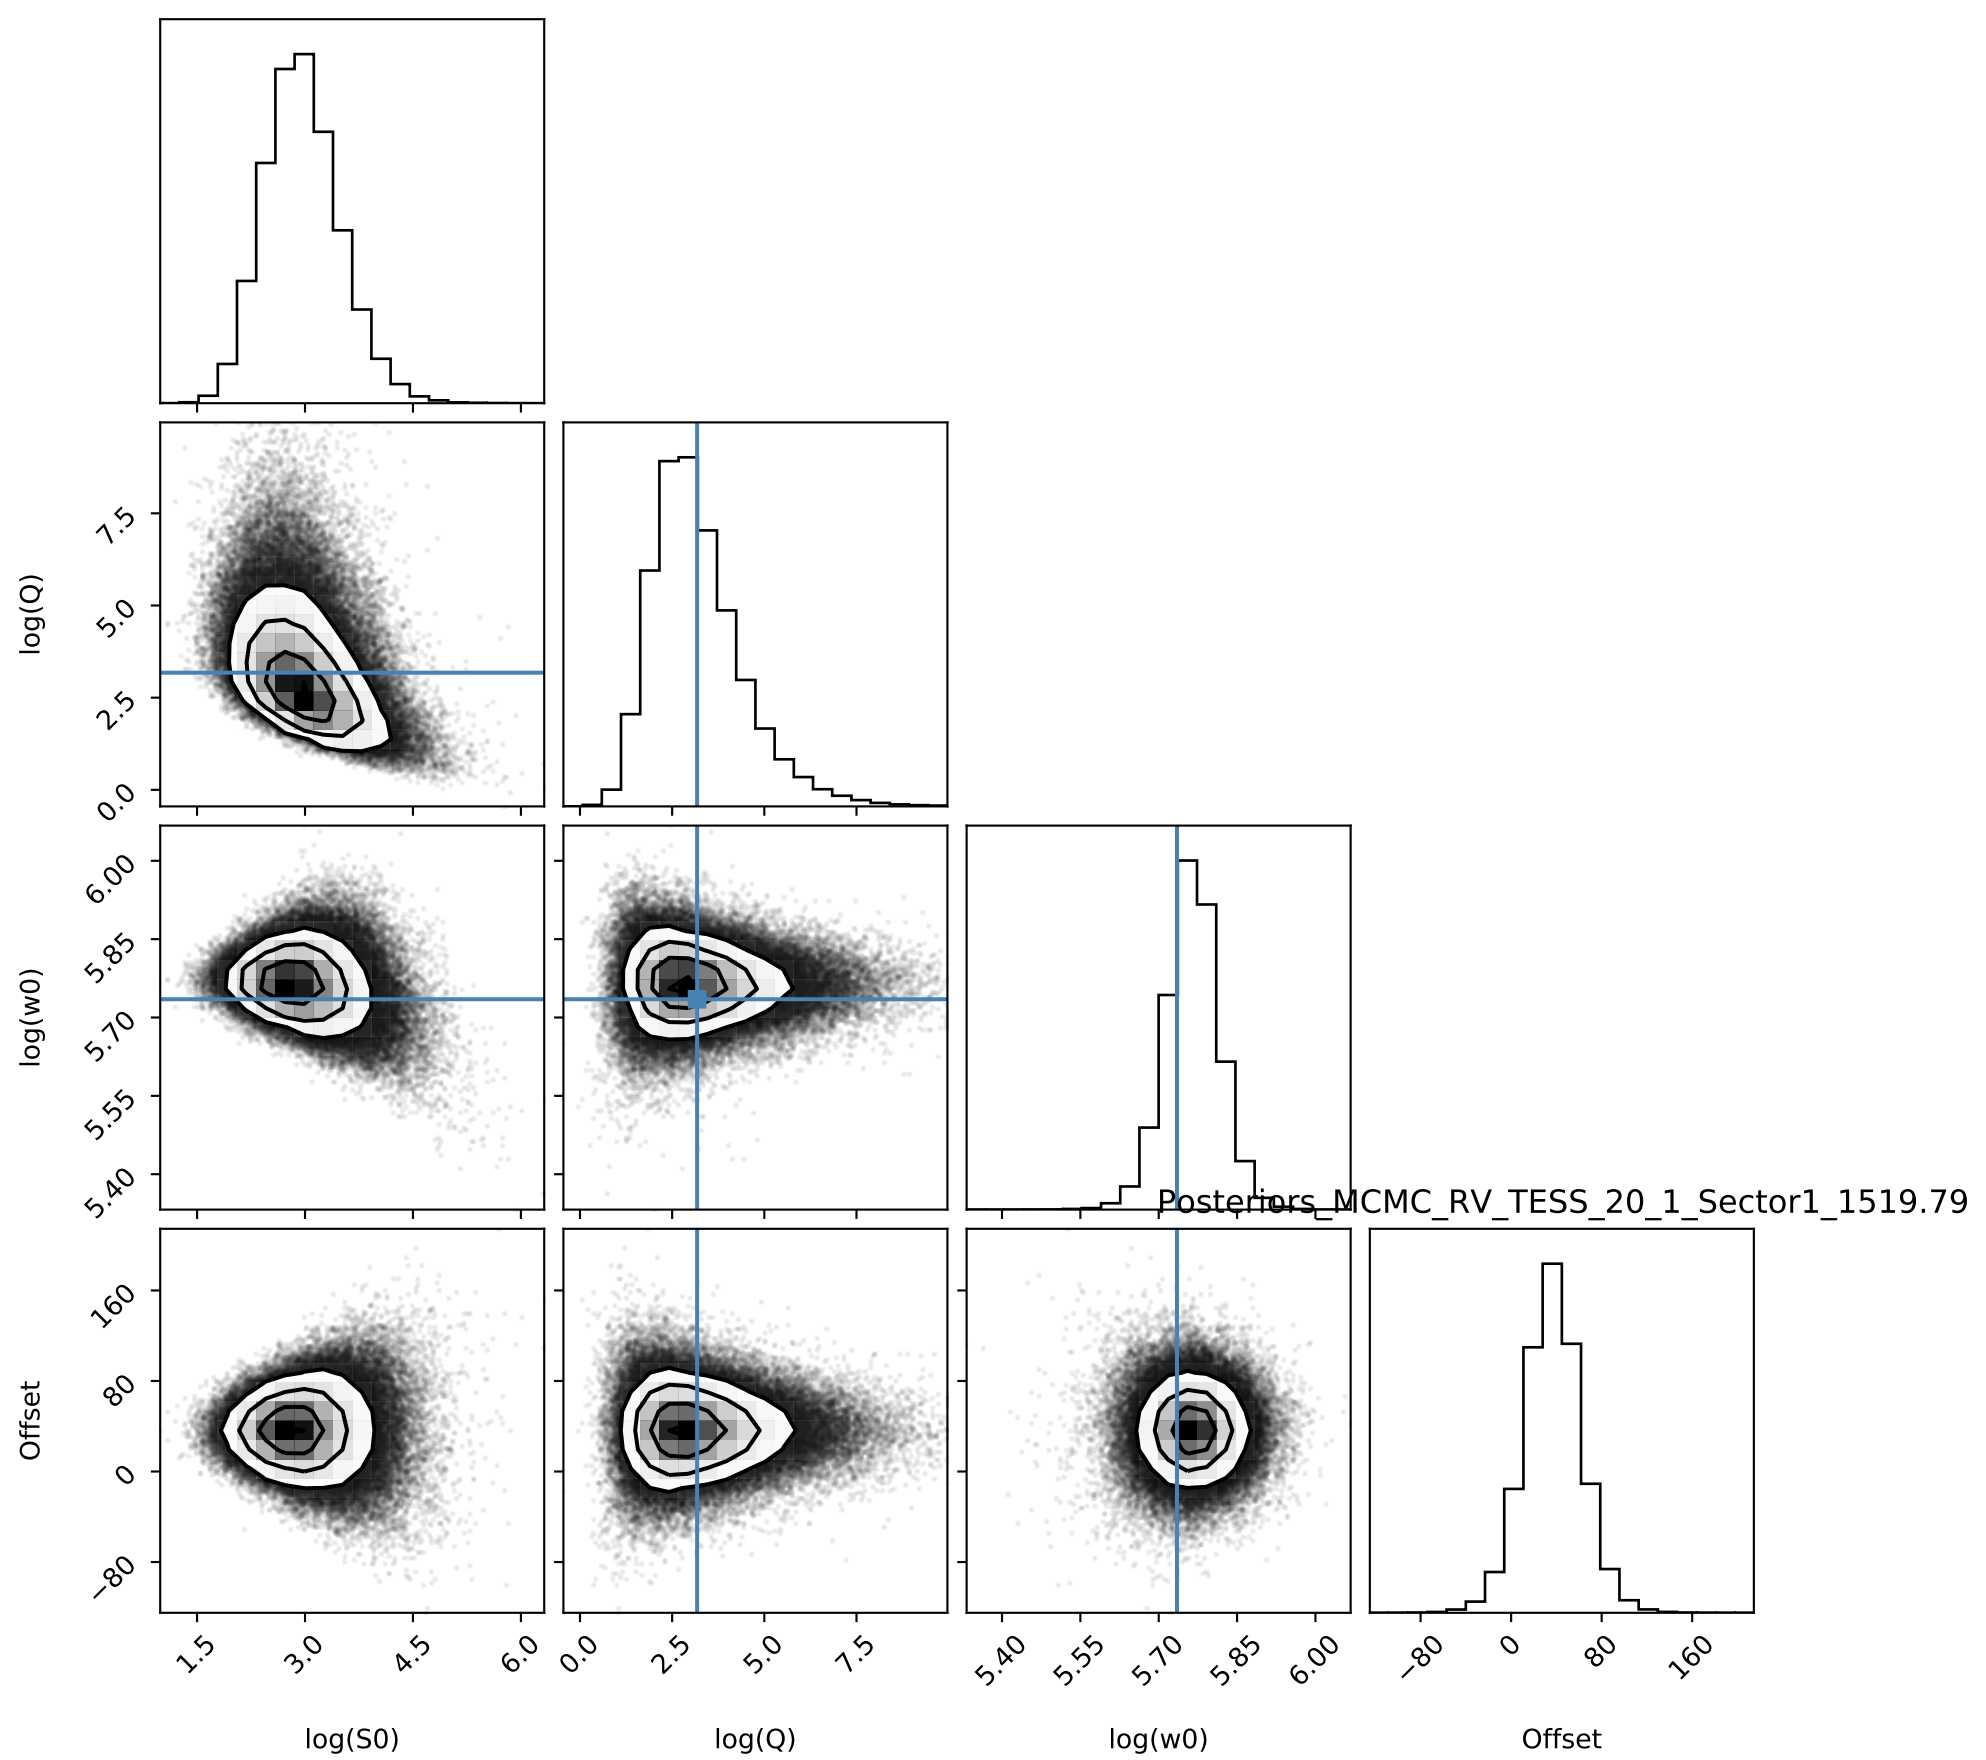 log(Q)
7.5
5.0
2.5
0.0
log(w0)
6.00
5.85
5.70
5.55
5.40
Posteriors_MCMC_RV_TESS_20_1_Sector1_1519.79
Offset
160
80
0
−80
1.5 3.0 4.5 6.0 0.0 2.5 5.0 7.5 5.40 5.55 5.70 5.85 6.00 −80 0 80 160
log(S0) log(Q) log(w0) Offset